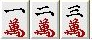 一 二 三
萬 萬 萬